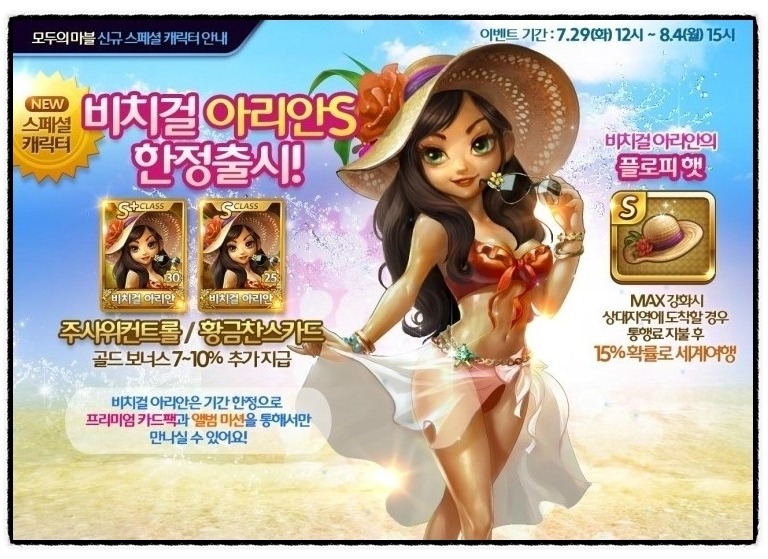 모두의마블 신규 스페셜 캐릭터 안내
이벤트 기간 : 7.29(화) 12시 ~ 8.4(월) 15시
NEW
스페셜
캐릭터
비치걸 아리안S
한정출시!
S+CLASS
30
비치걸 아리안
S CLASS
25
비치걸 아리안
주사위컨트롤 / 황금찬스카드
골드 보너스 7~10% 추가 지급
비치걸 아리안은 기간 한정으로
프리미엄 카드팩과 앨범 미션을 통해서만
만나실 수 있어요!
비치걸 아리안의
플로피 햇
S
MAX 강화시
상대지역에 도착할 경우
통행료 지불 후
15% 확률로 세계여행